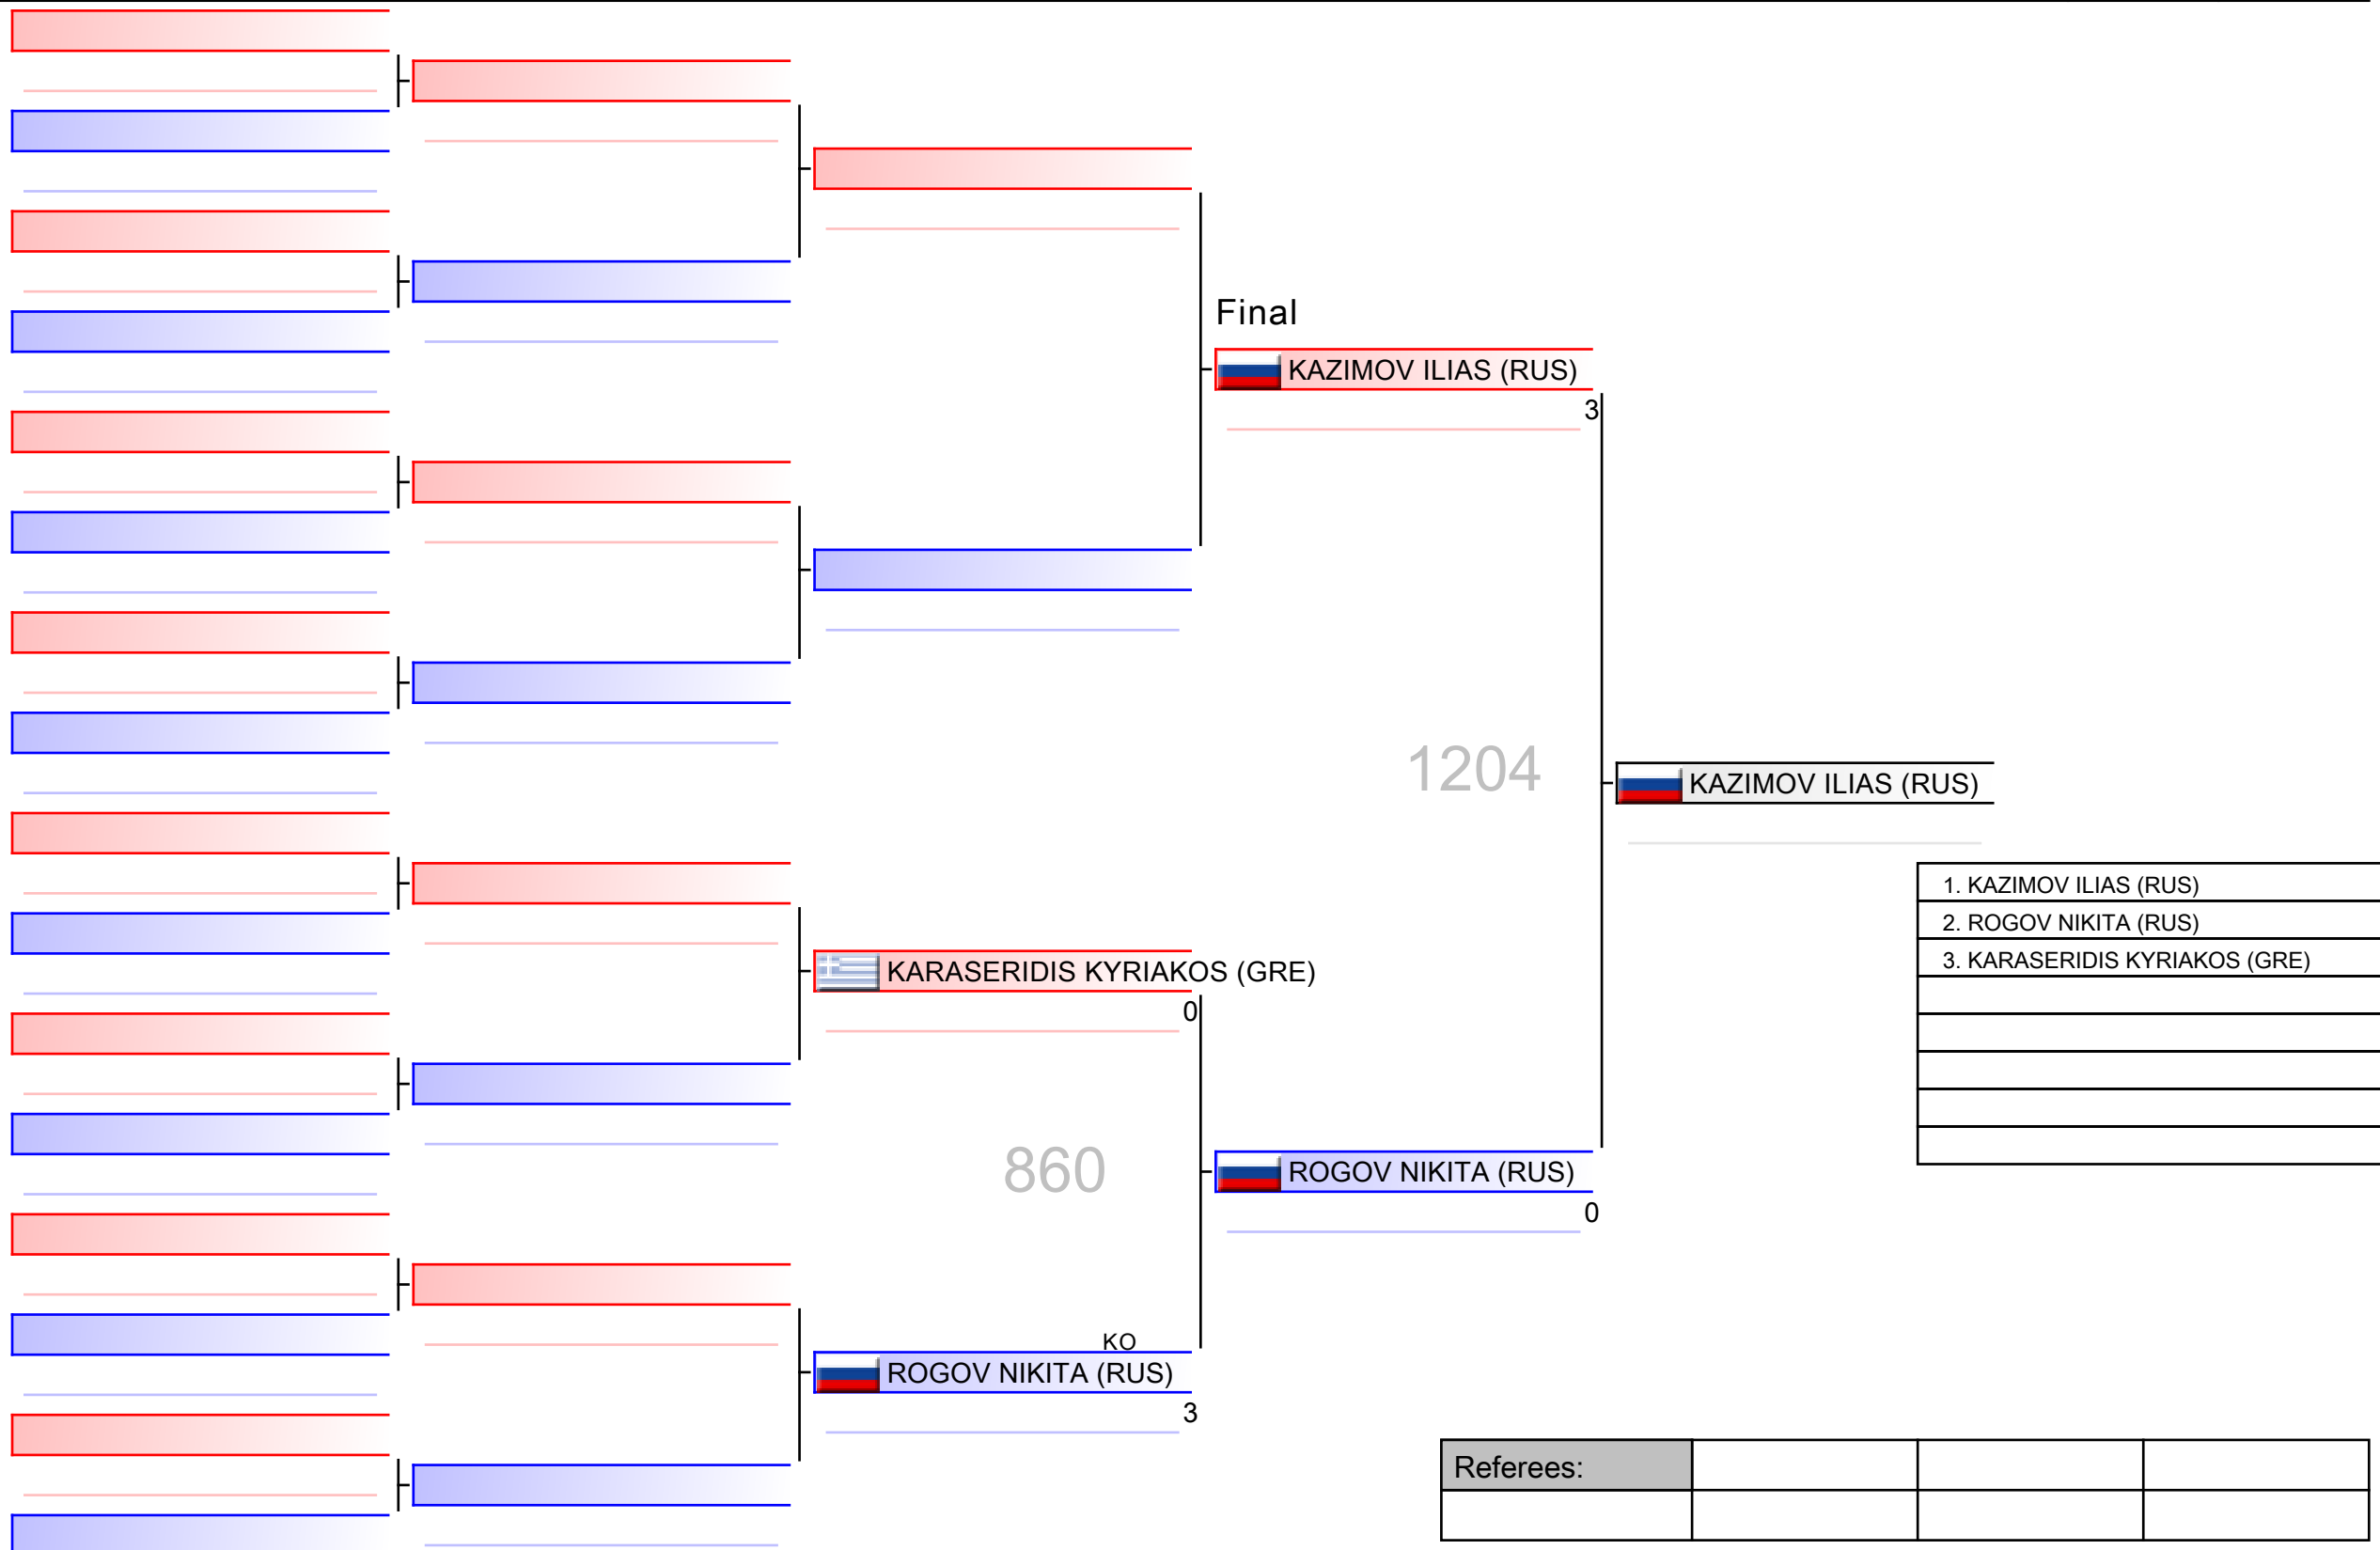 Final
KAZIMOV ILIAS (RUS)
3
1204
KAZIMOV ILIAS (RUS)
1. KAZIMOV ILIAS (RUS)
2. ROGOV NIKITA (RUS)
3. KARASERIDIS KYRIAKOS (GRE)
KARASERIDIS KYRIAKOS (GRE)
0
860
ROGOV NIKITA (RUS)
0
KO
ROGOV NIKITA (RUS)
3
Referees: